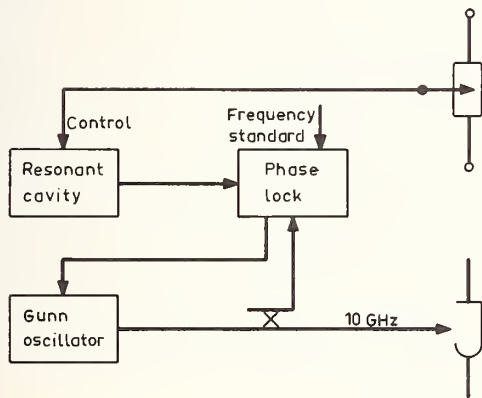 Control
Frequency
standard
Resonant
cavity
Phase
lock
Gunn
oscillator
10 GHz